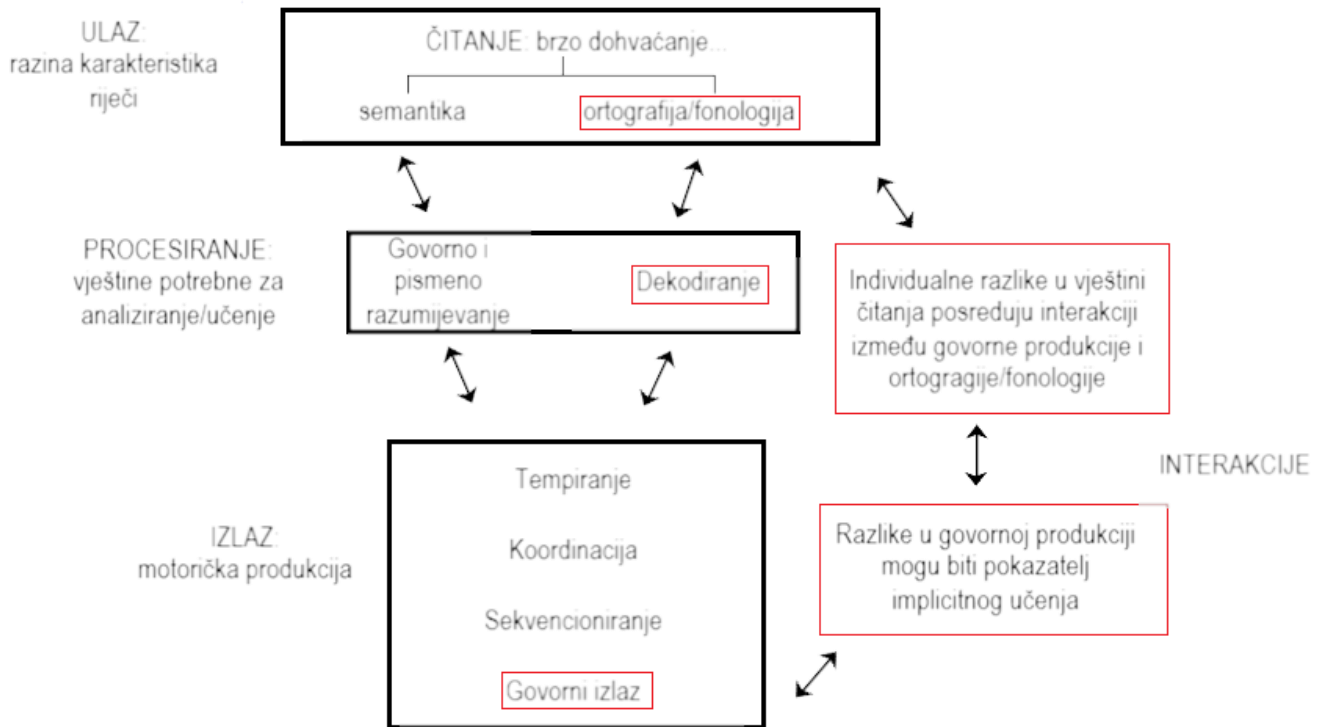 ULAZ:
razina karakteristika
riječi
ČITANJE: brzo dohvaćanje...
semantika
ortografija/fonologija
PROCESIRANJE:
vještine potrebne za
analiziranje/učenje
Govorno i
pismeno
razumijevanje
Dekodiranje
Individualne razlike u vještini
čitanja posreduju interakciji
između govorne produkcije i
ortogragije/fonologije
INTERAKCIJE
IZLAZ:
motorička produkcija
Tempiranje
Koordinacija
Sekvencioniranje
Govorni izlaz
Razlike u govornoj produkciji
mogu biti pokazatelj
implicitnog učenja